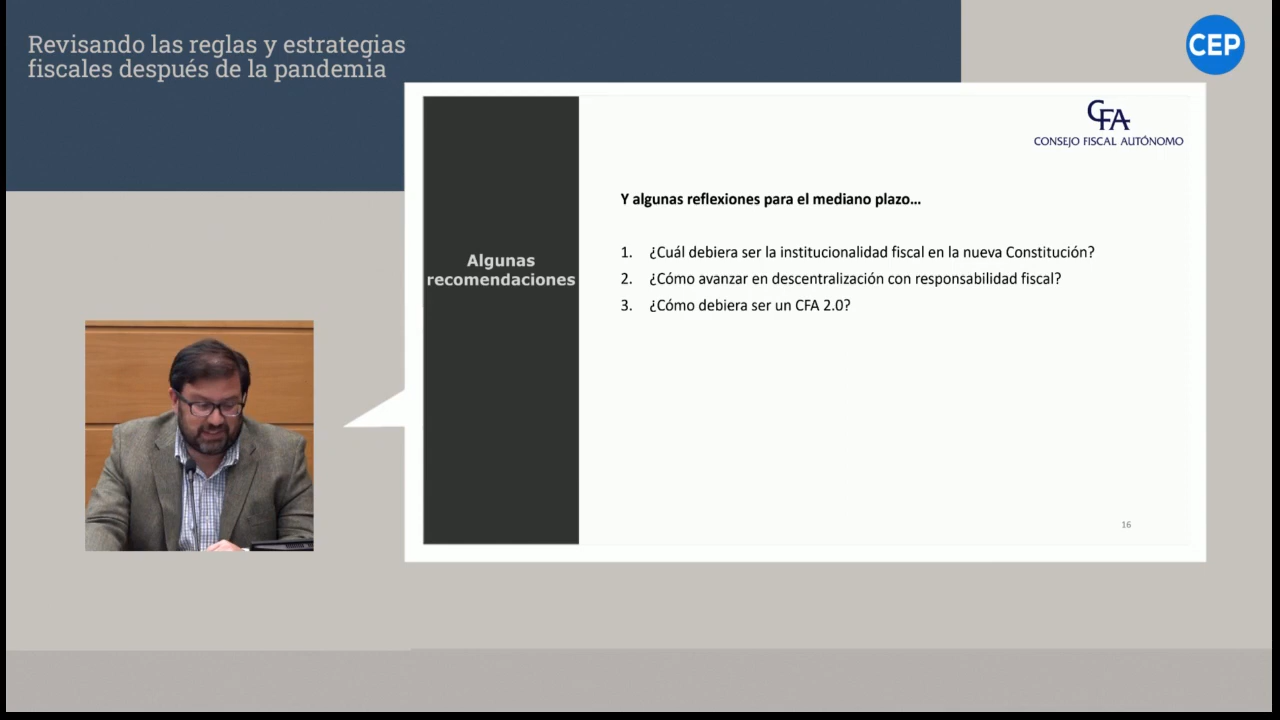 Revisando las reglas y estrategias
fiscales después de la pandemia
CEP
CFA
CONSEJO FISCAL AUTÓNOMO
Algunas
recomendaciones
Y algunas reflexiones para el mediano plazo...
1. ¿Cuál debiera ser la institucionalidad fiscal en la nueva Constitución?
2. ¿Cómo avanzar en descentralización con responsabilidad fiscal?
3. ¿Cómo debiera ser un CFA 2.0?
16